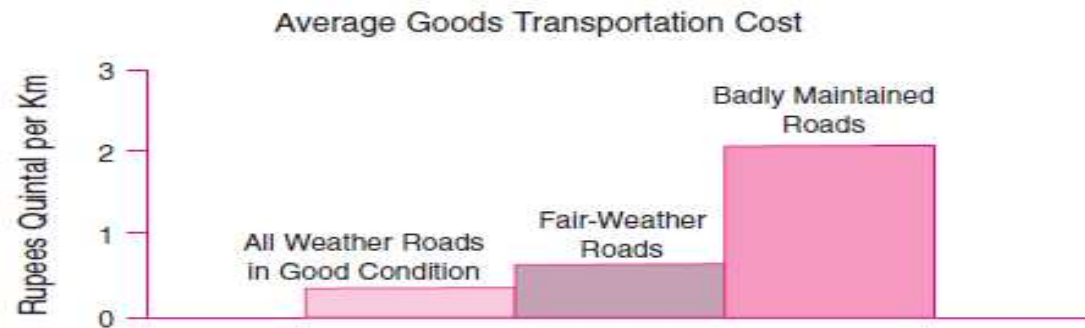 Average Goods Transportation Cost
Rupees Quintal per Km
3
2
1
0
All Weather Roads
in Good Condition
Fair-Weather
Roads
Badly Maintained
Roads